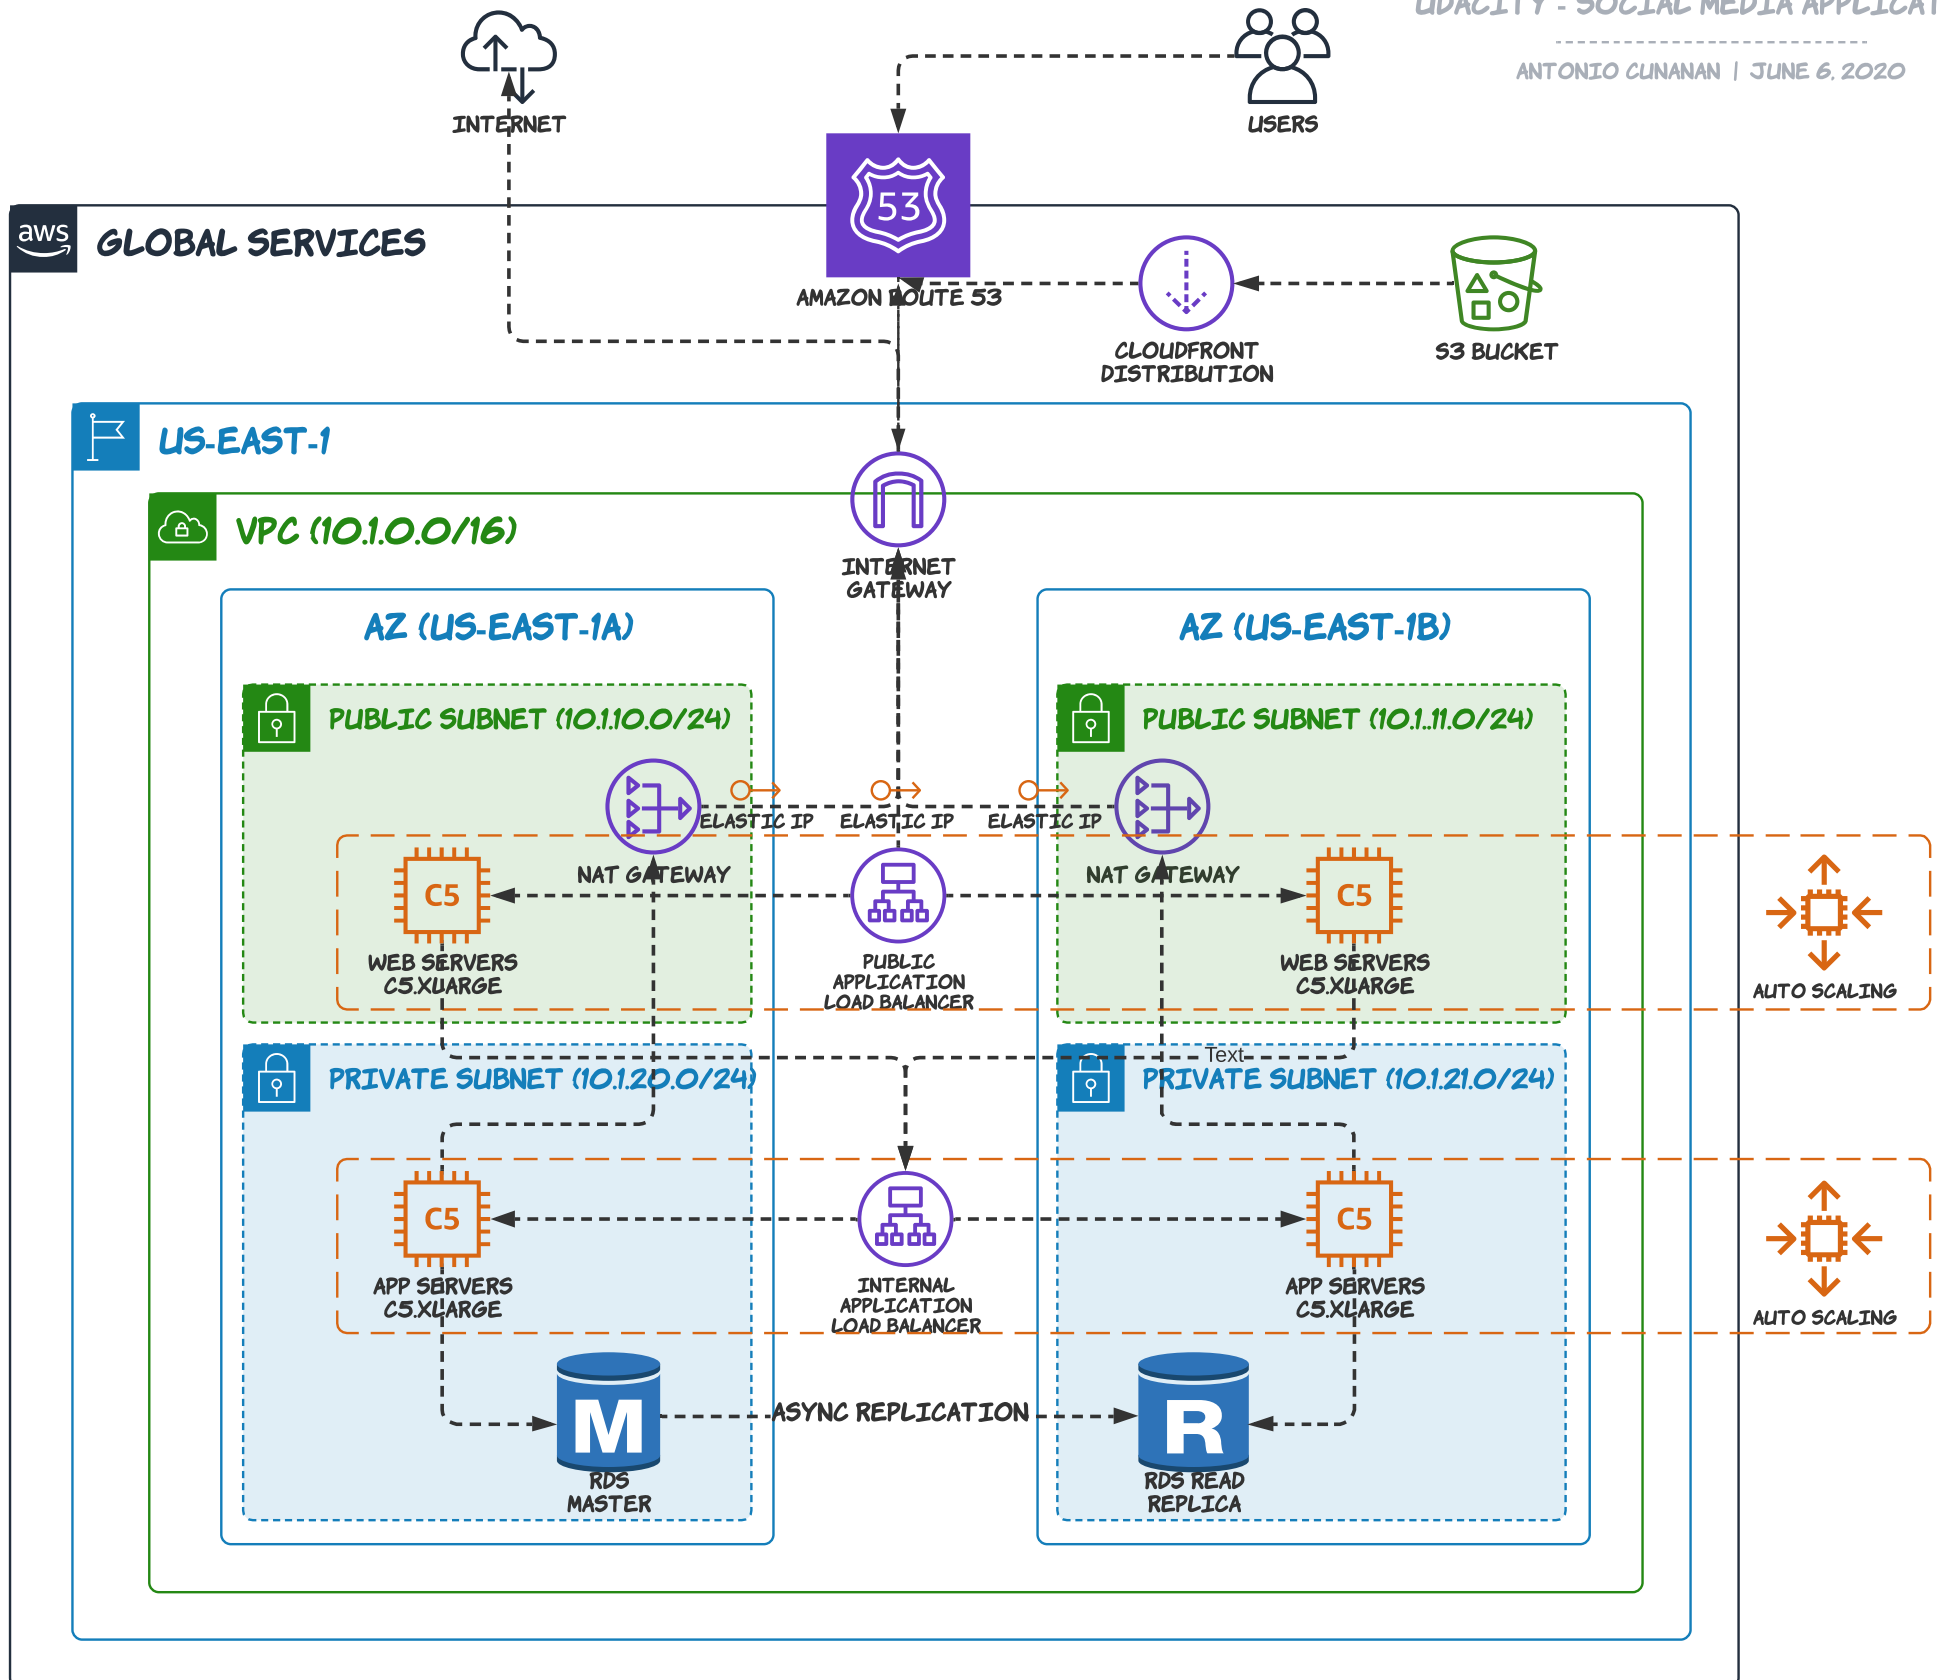 UDACITY - SOCIAL MEDIA APPLICAT
ANTONIO CUNANAN | JUNE 6, 2020
INTERNET
USERS
53
aws
GLOBAL SERVICES
AMAZON ROUTE 53
CLOUDFRONT
DISTRIBUTION
S3 BUCKET
US-EAST-1
VPC (10.1.0.0/16)
INTERNET
GATEWAY
AZ (US-EAST-1A)
AZ (US-EAST-1B)
PUBLIC SUBNET (10.1.10.0/24)
PUBLIC SUBNET (10.1..11.0/24)
ELASTIC IP
ELASTIC IP
ELASTIC IP
NAT GATEWAY
NAT GATEWAY
C5
C5
WEB SERVERS
C5.XLARGE
PUBLIC
APPLICATION
LOAD BALANCER
WEB SERVERS
C5.XLARGE
AUTO SCALING
Text
PRIVATE SUBNET (10.1.20.0/24)
PRIVATE SUBNET (10.1.21.0/24)
C5
C5
APP SERVERS
C5.XLARGE
INTERNAL
APPLICATION
LOAD BALANCER
APP SERVERS
C5.XLARGE
AUTO SCALING
M
ASYNC REPLICATION
R
RDS
MASTER
RDS READ
REPLICA